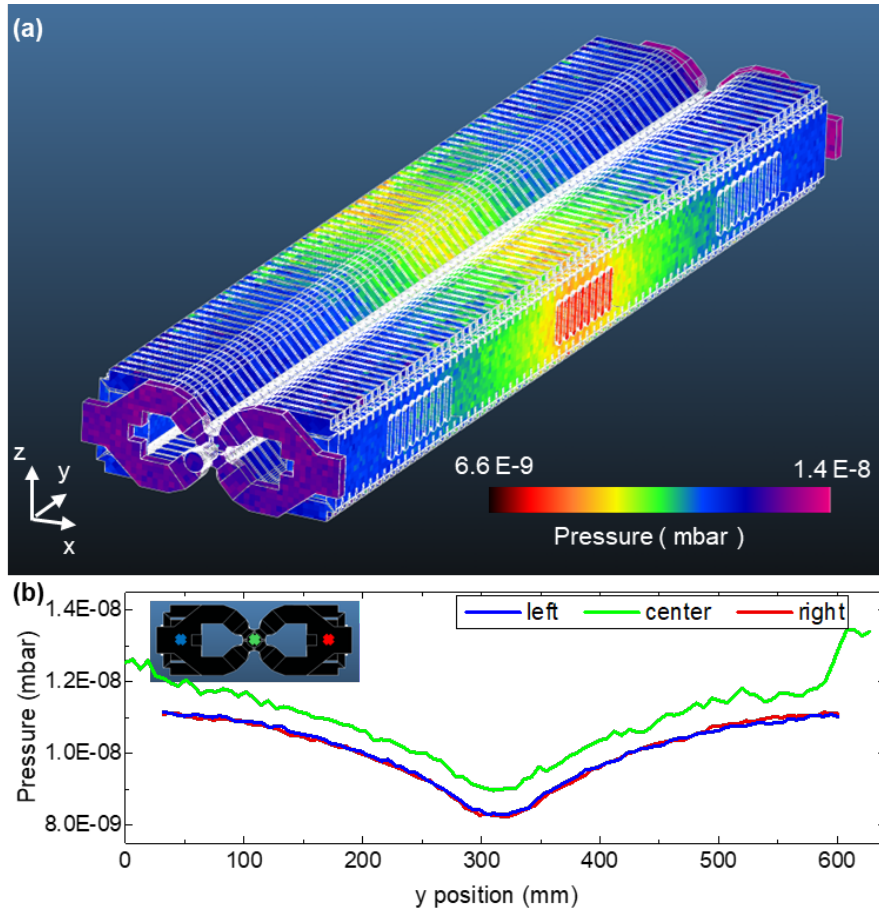 (a)
z
y
x
6.6 E-9 1.4 E-8
Pressure ( mbar )
(b)
1.4E-08
1.2E-08
1.0E-08
8.0E-09
Pressure (mbar)
left center right
0 100 200 300 400 500 600
y position (mm)